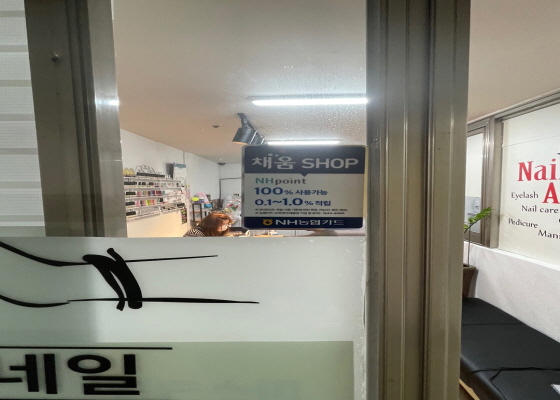 채움 SHOP
NHpoint
100% 사용가능
0.1~1.0% 적립
NH농협카드
네일
Nai
A
Eyelash
Nail care
Pedicure